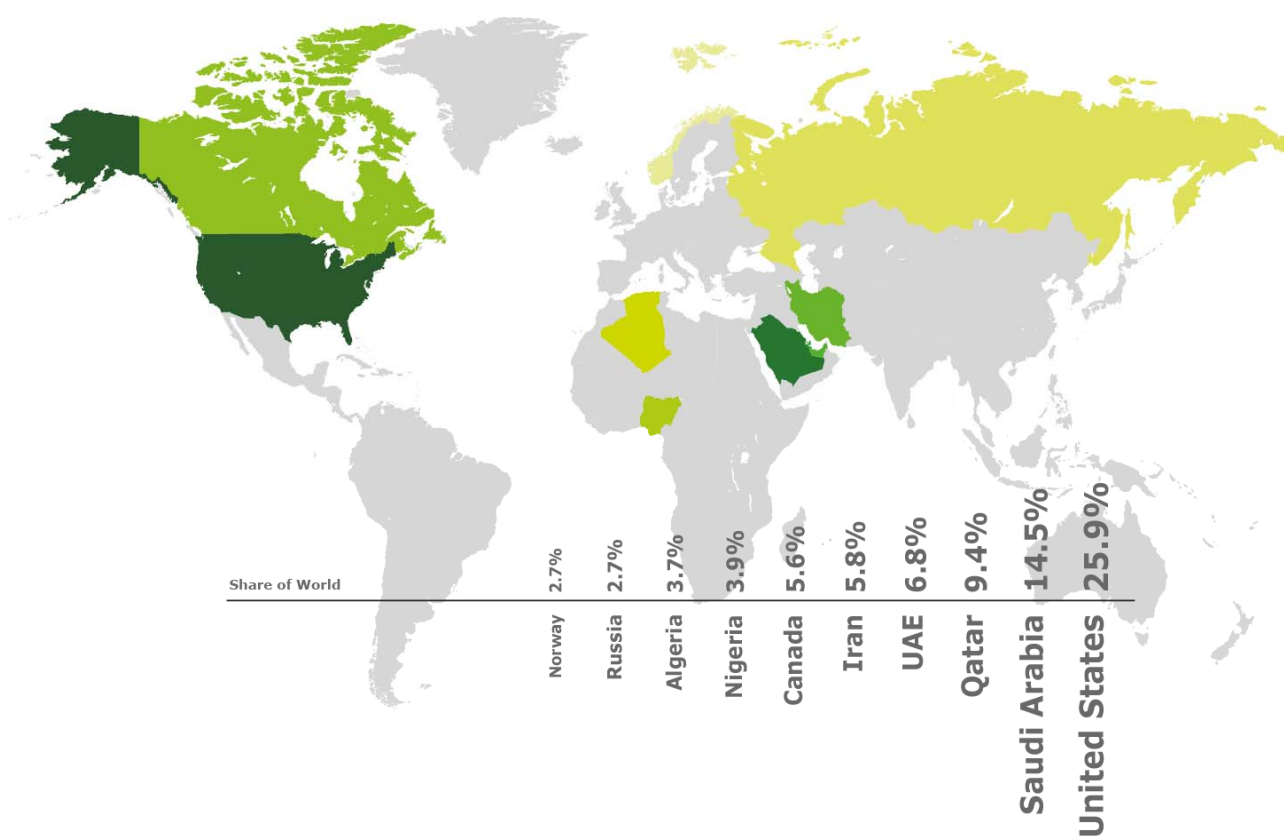 Share of World
2.7%
2.7%
3.7%
3.9%
5.6%
5.8%
6.8%
9.4%
14.5%
25.9%
Norway
Russia
Algeria
Nigeria
Canada
Iran
UAE
Qatar
Saudi Arabia
United States